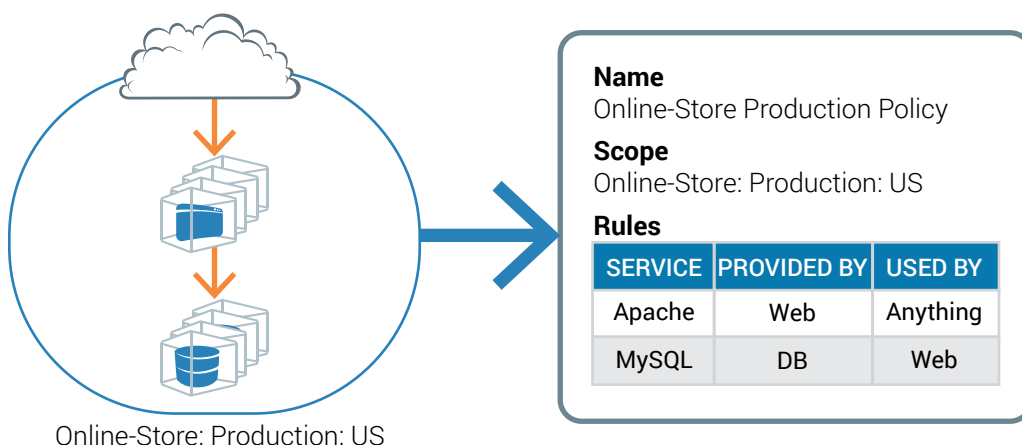 Online-Store: Production: US
Name
Online-Store Production Policy
Scope
Online-Store: Production: US
Rules
SERVICE PROVIDED BY USED BY
Apache Web Anything
MySQL DB Web